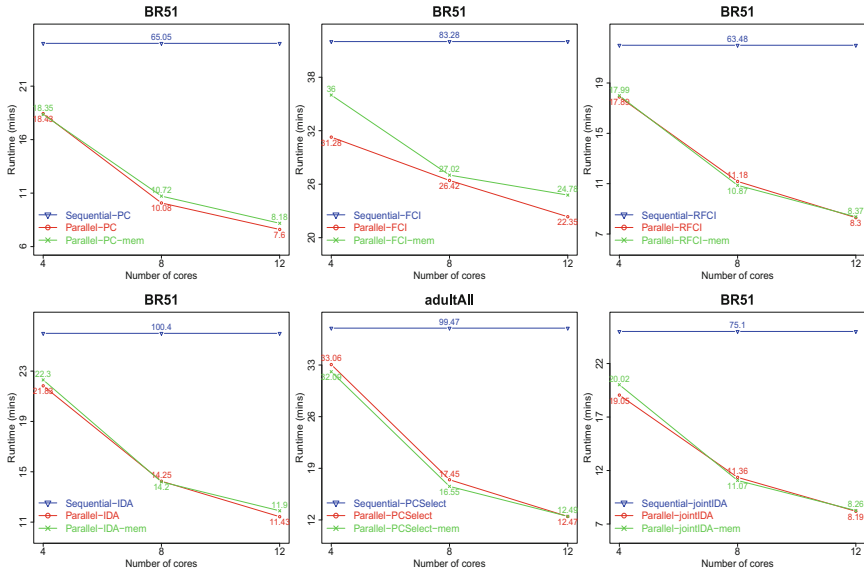 BR51
65.05
21
18.35
18.43
16
10.72
10.08
11
8.18
7.6
6
Sequential−PC
Parallel−PC
Parallel−PC−mem
4
8
12
Number of cores
Runtime (mins)
BR51
83.28
38
36
32
31.28
27.02
26.42
26
24.78
22.35
20
Sequential−FCI
Parallel−FCI
Parallel−FCI−mem
4
8
12
Number of cores
Runtime (mins)
BR51
63.48
19
17.99
17.89
15
11.18
10.87
11
8.37
8.3
7
Sequential−RFCI
Parallel−RFCI
Parallel−RFCI−mem
4
8
12
Number of cores
Runtime (mins)
BR51
100.4
23
22.3
21.83
19
15
14.25
14.2
11.9
11.43
11
Sequential−IDA
Parallel−IDA
Parallel−IDA−mem
4
8
12
Number of cores
Runtime (mins)
adultAll
99.47
33
33.06
32.09
28
19
17.45
16.55
12.49
12.47
12
Sequential−PCSelect
Parallel−PCSelect
Parallel−PCSelect−mem
4
8
12
Number of cores
Runtime (mins)
BR51
75.1
22
20.02
19.05
17
12
11.36
11.07
8.26
8.19
7
Sequential−jointIDA
Parallel−jointIDA
Parallel−jointIDA−mem
4
8
12
Number of cores
Runtime (mins)